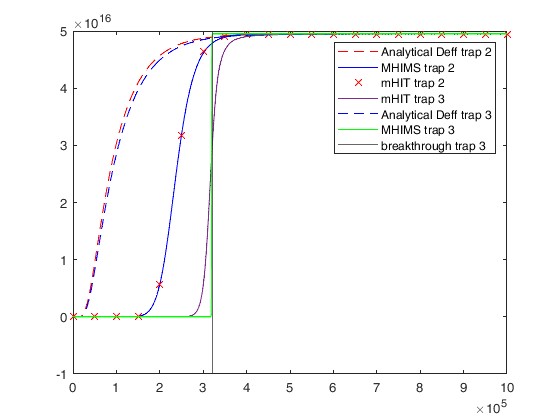 ×10^16
5
4
3
2
1
0
-1
0 1 2 3 4 5 6 7 8 9 10
×10^5
Analytical Deff trap 2
MHIMS trap 2
mHIT trap 2
mHIT trap 3
Analytical Deff trap 3
MHIMS trap 3
breakthrough trap 3